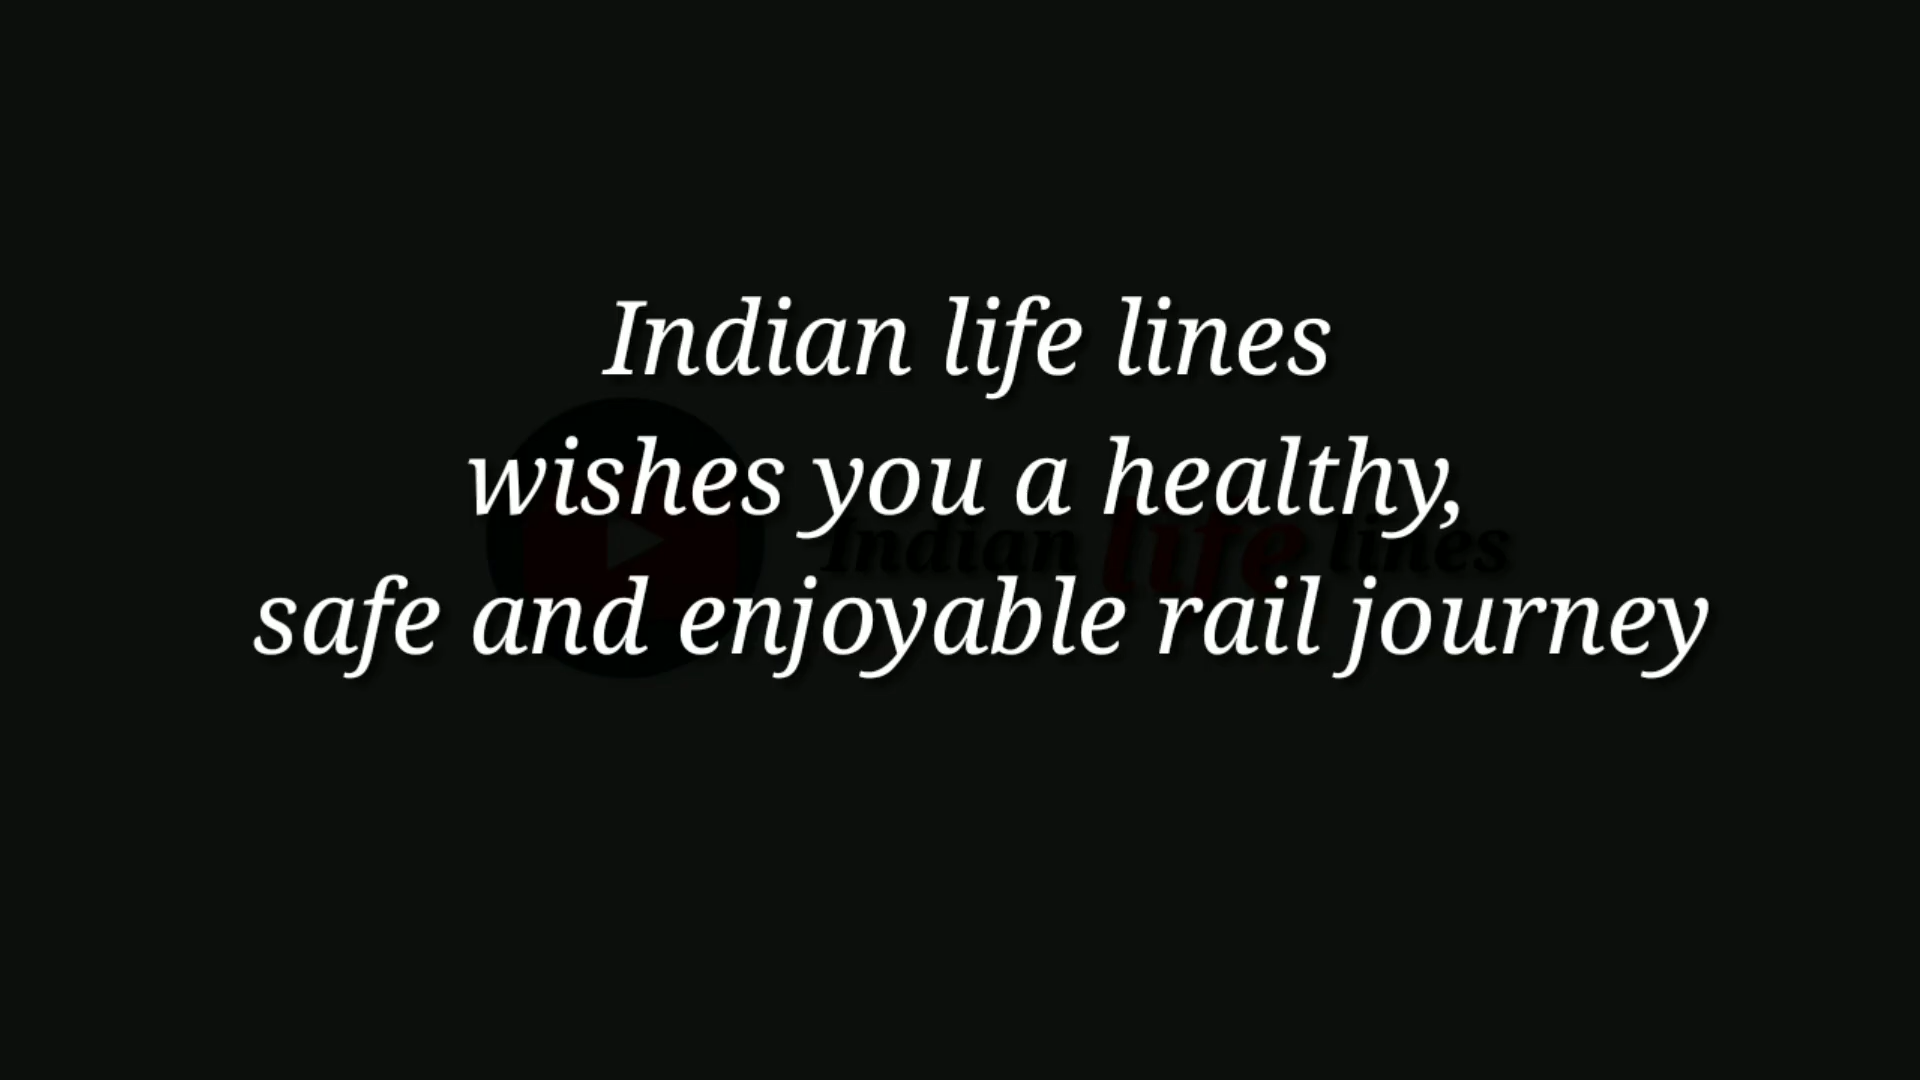 Indian life lines
wishes you a healthy,
Indian life lines
safe and enjoyable rail journey